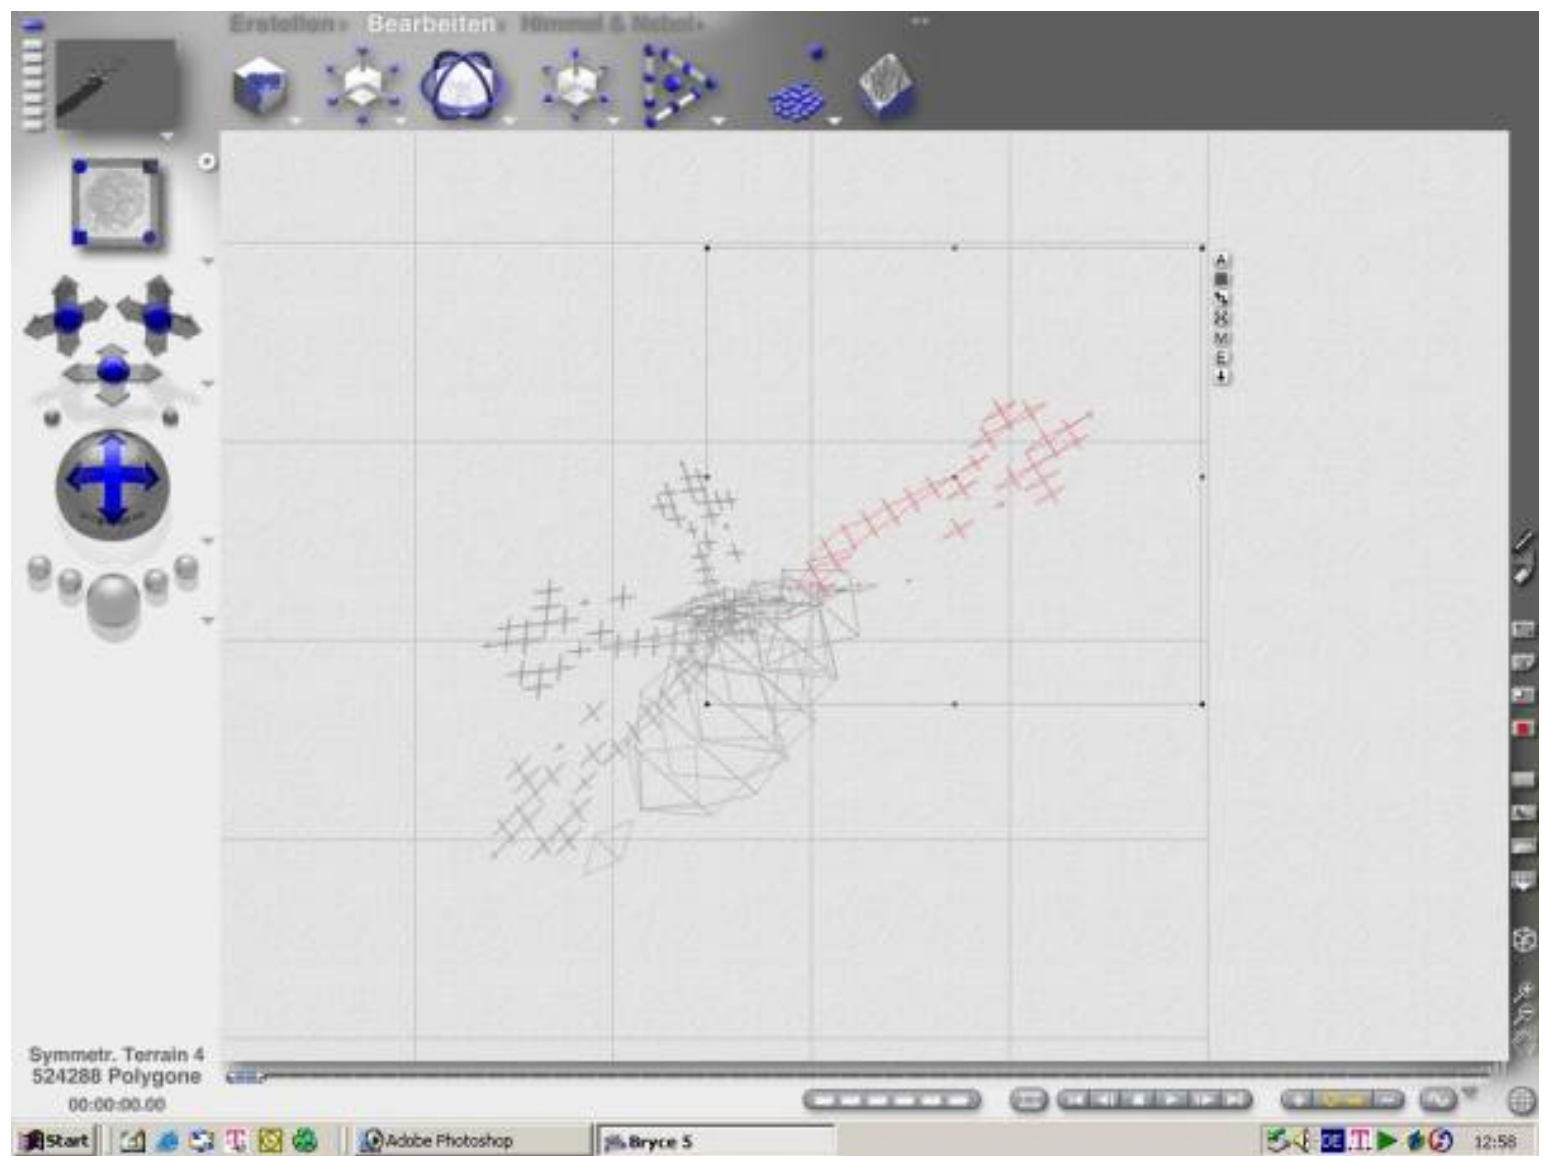 Erstellen Bearbeiten Himmel & Nebel
A
M
E
Symmetr. Terrain 4
524288 Polygone
00:00:00.00
Start Adobe Photoshop Bryce 5 DE T 12:58